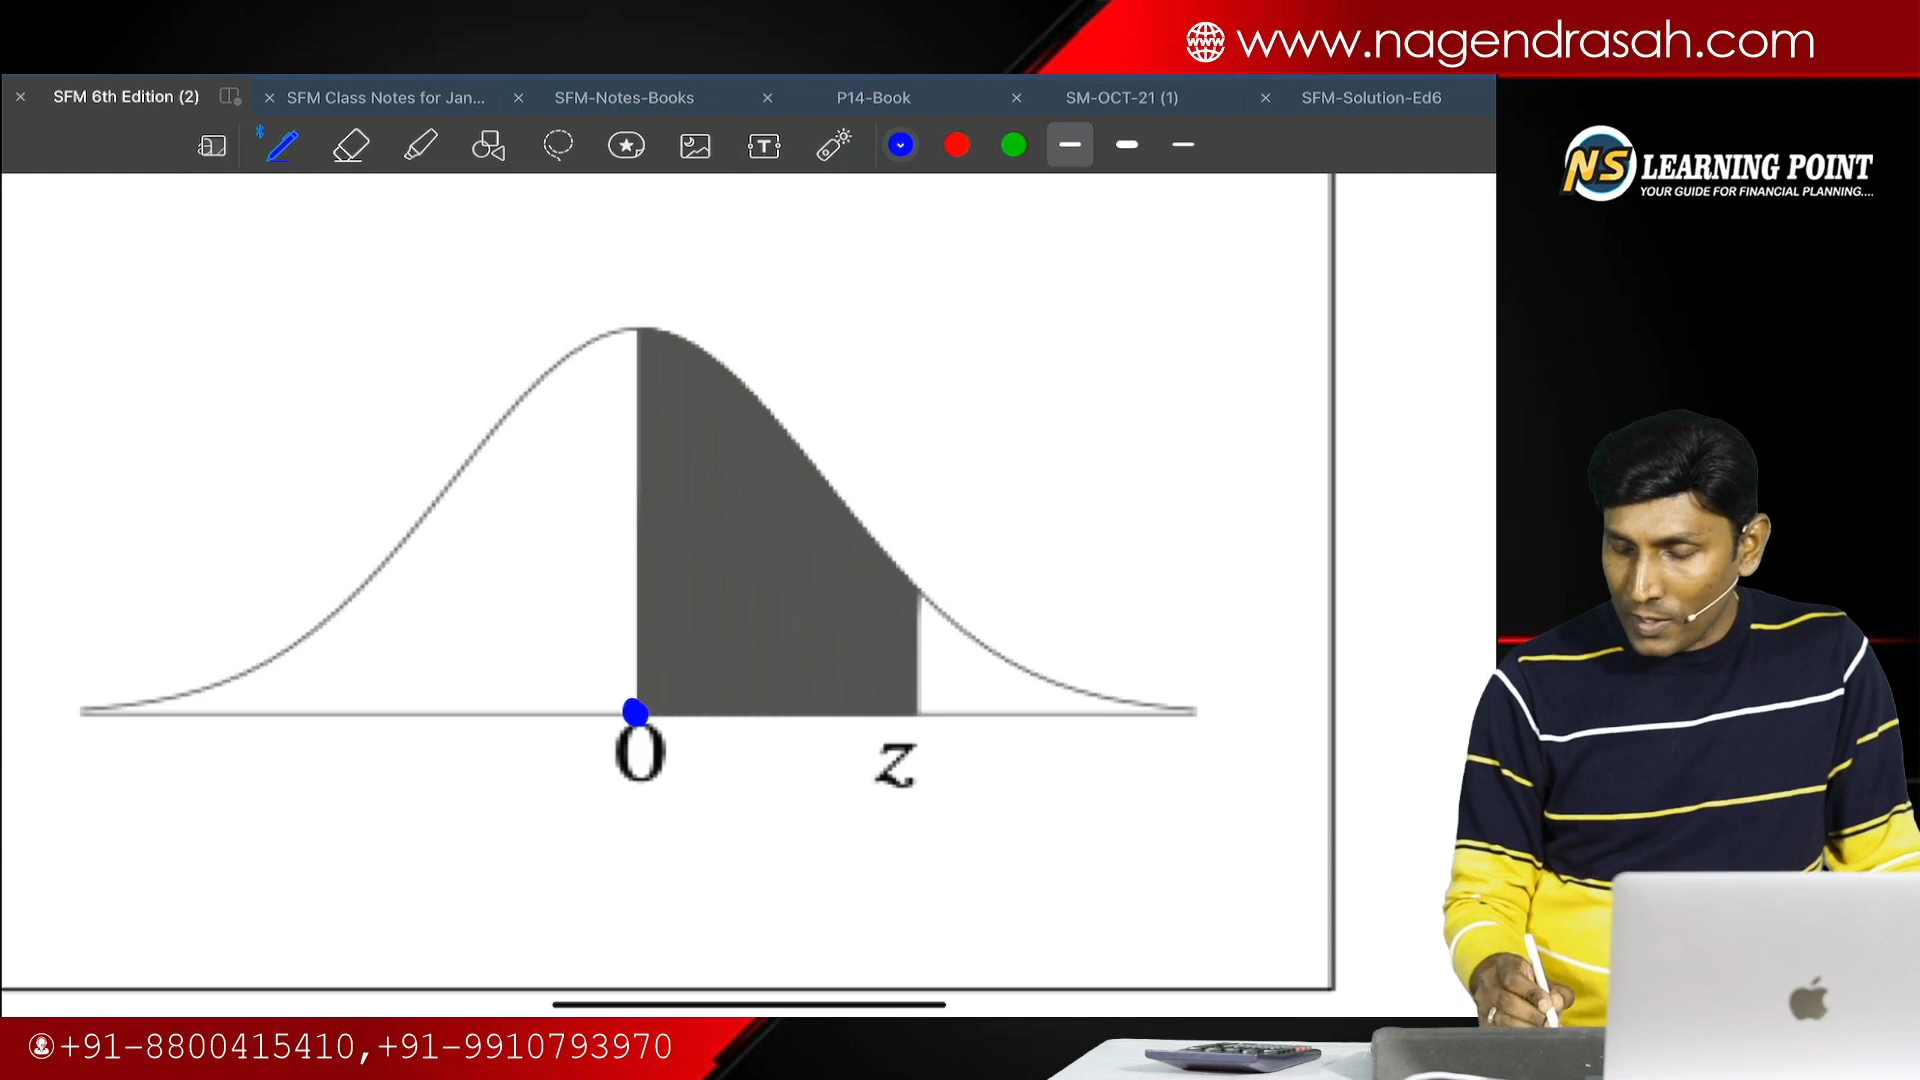 www.nagendrasah.com
SFM 6th Edition (2)
SFM Class Notes for Jan...
SFM-Notes-Books
P14-Book
SM-OCT-21 (1)
SFM-Solution-Ed6
T
NS LEARNING POINT
YOUR GUIDE FOR FINANCIAL PLANNING....
0
z
+91-8800415410,+91-9910793970